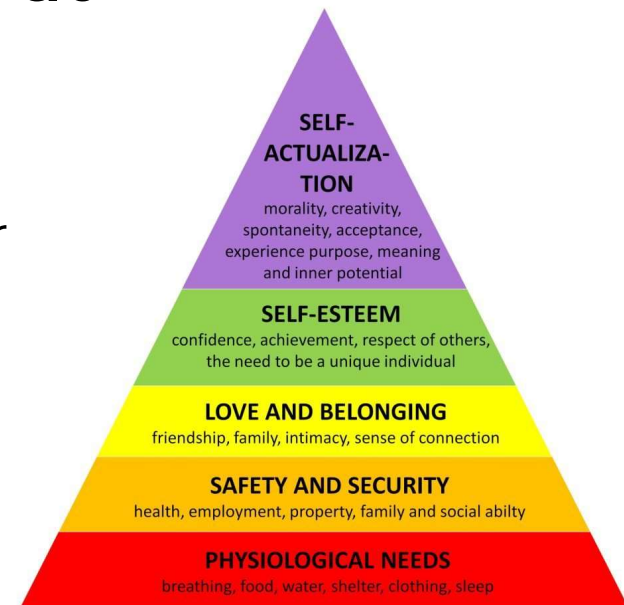 SELF-
ACTUALIZA-
TION
morality, creativity,
spontaneity, acceptance,
experience purpose, meaning
and inner potential
SELF-ESTEEM
confidence, achievement, respect of others,
the need to be a unique individual
LOVE AND BELONGING
friendship, family, intimacy, sense of connection
SAFETY AND SECURITY
health, employment, property, family and social abilty
PHYSIOLOGICAL NEEDS
breathing, food, water, shelter, clothing, sleep